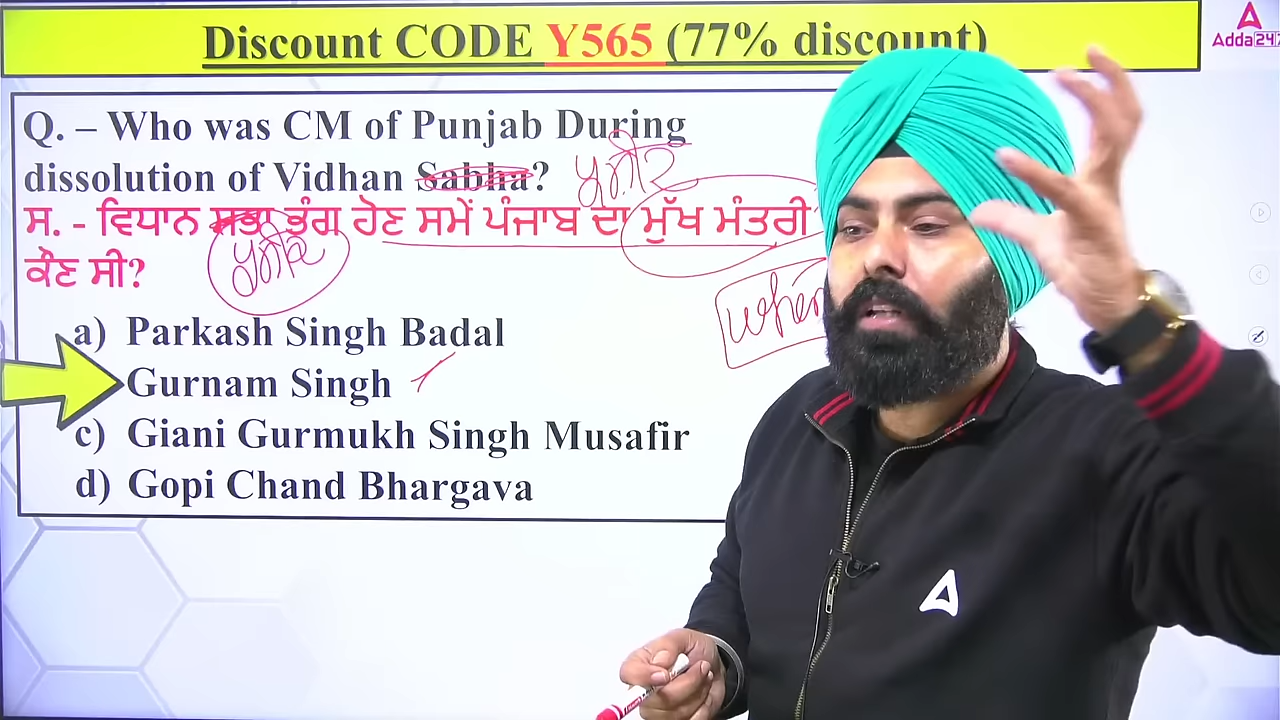 Discount CODE Y565 (77% discount)
Adda247
Q. – Who was CM of Punjab During
dissolution of Vidhan Sabha?
ਸ. - ਵਿਧਾਨ ਸਭਾ ਭੰਗ ਹੋਣ ਸਮੇਂ ਪੰਜਾਬ ਦਾ ਮੁੱਖ ਮੰਤਰੀ
ਕੌਣ ਸੀ?
when
a) Parkash Singh Badal
Gurnam Singh
c) Giani Gurmukh Singh Musafir
d) Gopi Chand Bhargava